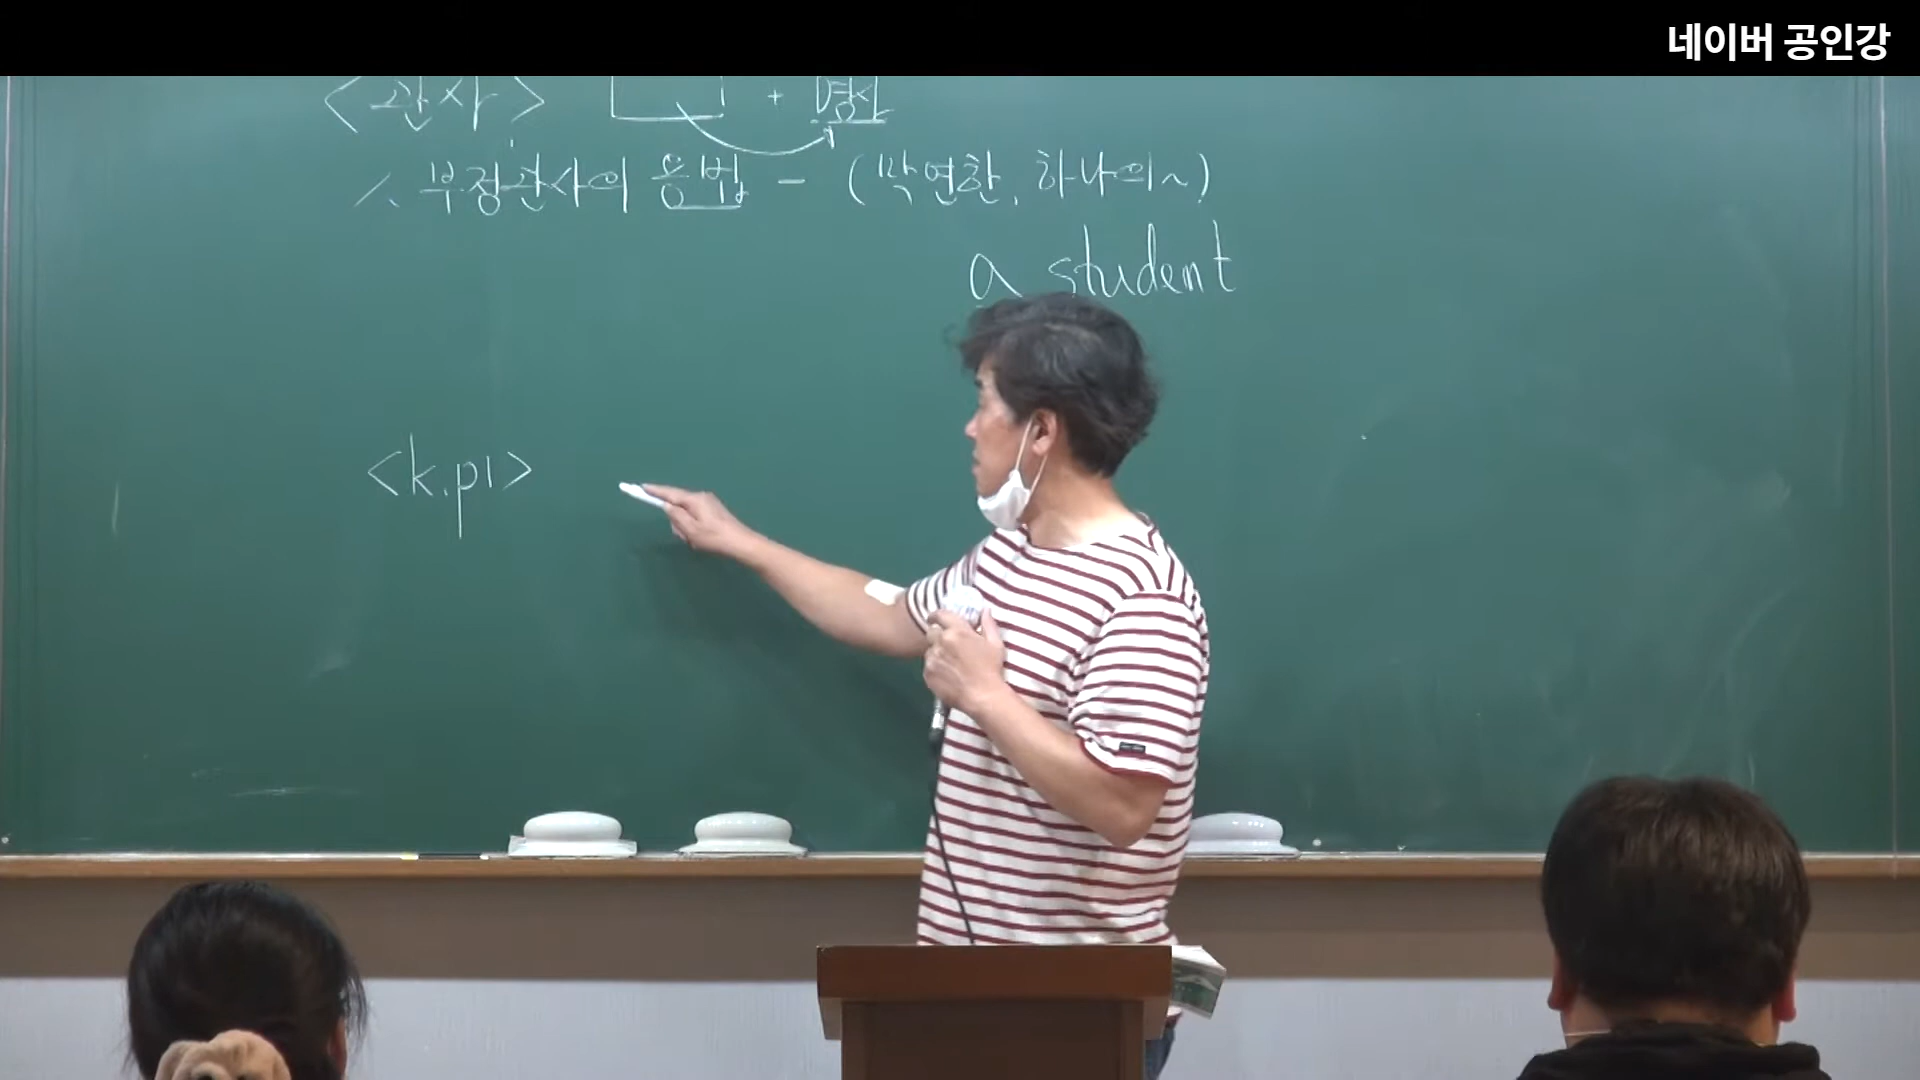 네이버 공인강
<관사> + 명사
1. 부정관사의 용법 - (막연한, 하나의~)
a student
<k.p1>